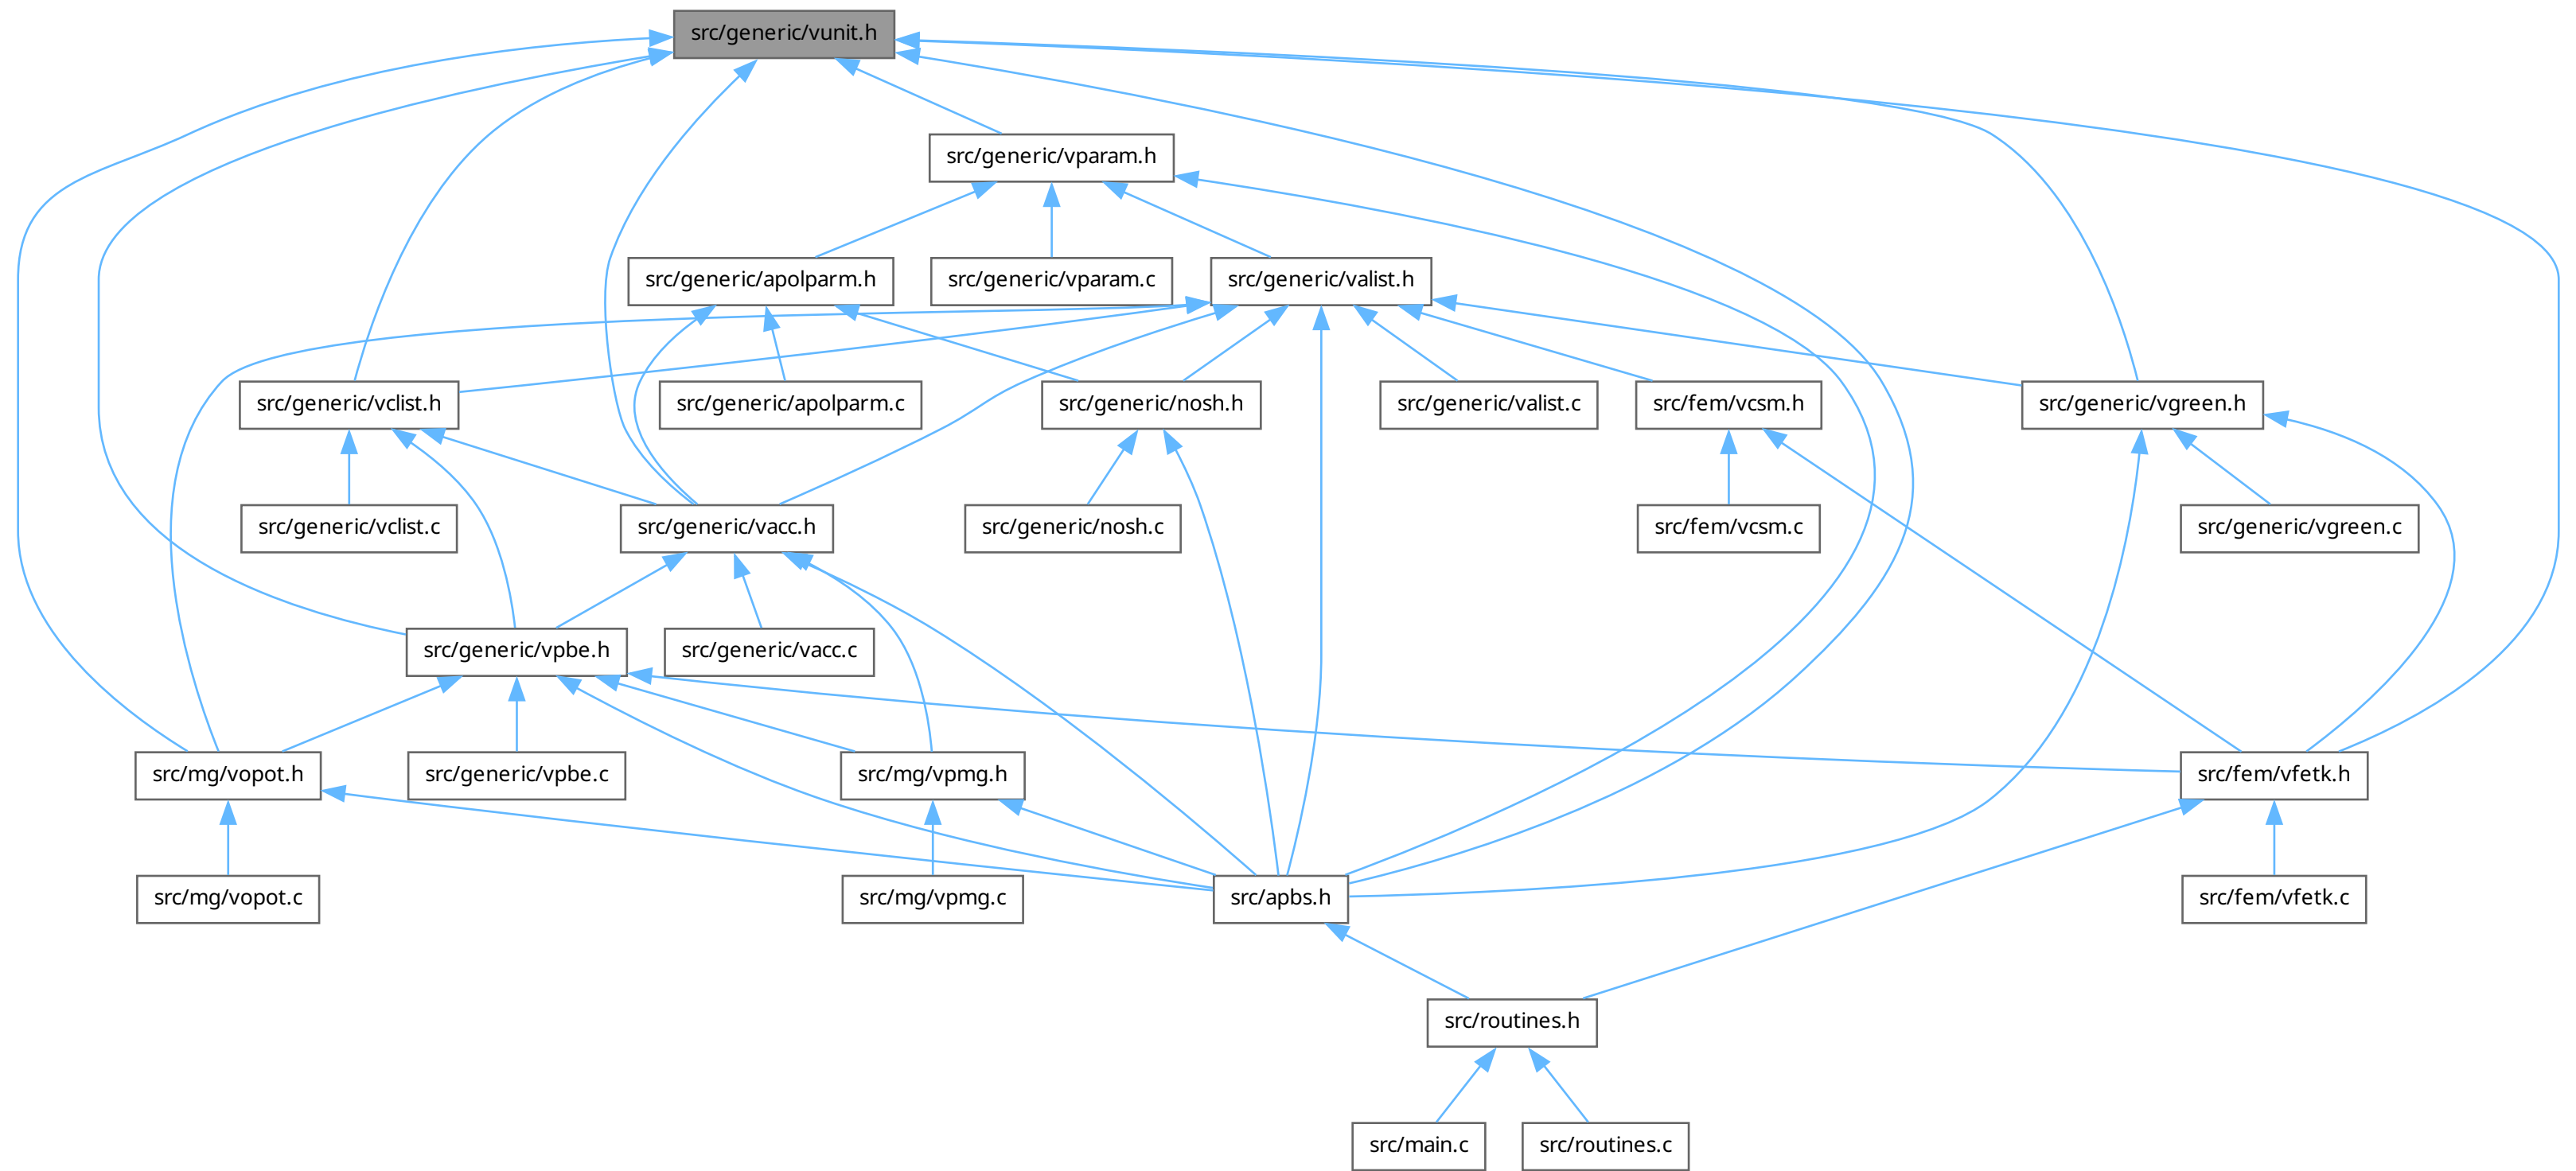 src/generic/vunit.h
src/generic/vparam.h
src/generic/apolparm.h
src/generic/vparam.c
src/generic/valist.h
src/generic/vclist.h
src/generic/apolparm.c
src/generic/nosh.h
src/generic/valist.c
src/fem/vcsm.h
src/generic/vgreen.h
src/generic/vclist.c
src/generic/vacc.h
src/generic/nosh.c
src/fem/vcsm.c
src/generic/vgreen.c
src/generic/vpbe.h
src/generic/vacc.c
src/mg/vopot.h
src/generic/vpbe.c
src/mg/vpmg.h
src/fem/vfetk.h
src/mg/vopot.c
src/mg/vpmg.c
src/apbs.h
src/fem/vfetk.c
src/routines.h
src/main.c
src/routines.c